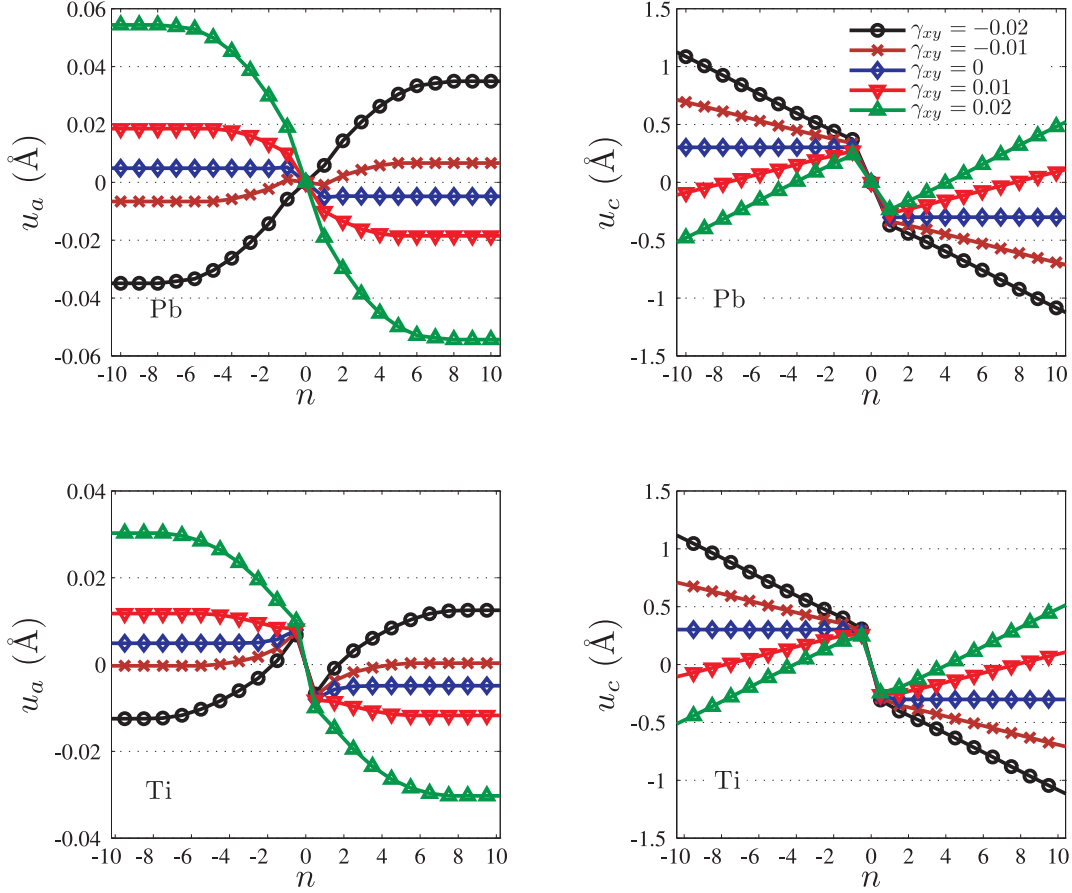 0.06
0.04
0.02
0
-0.02
-0.04
-0.06
u_a (Å)
Pb
-10 -8 -6 -4 -2 0 2 4 6 8 10
n
1.5
1
0.5
0
-0.5
-1
-1.5
u_c (Å)
γ_xy = −0.02
γ_xy = −0.01
γ_xy = 0
γ_xy = 0.01
γ_xy = 0.02
Pb
-10 -8 -6 -4 -2 0 2 4 6 8 10
n
0.04
0.02
0
-0.02
-0.04
u_a (Å)
Ti
-10 -8 -6 -4 -2 0 2 4 6 8 10
n
1.5
1
0.5
0
-0.5
-1
-1.5
u_c (Å)
Ti
-10 -8 -6 -4 -2 0 2 4 6 8 10
n